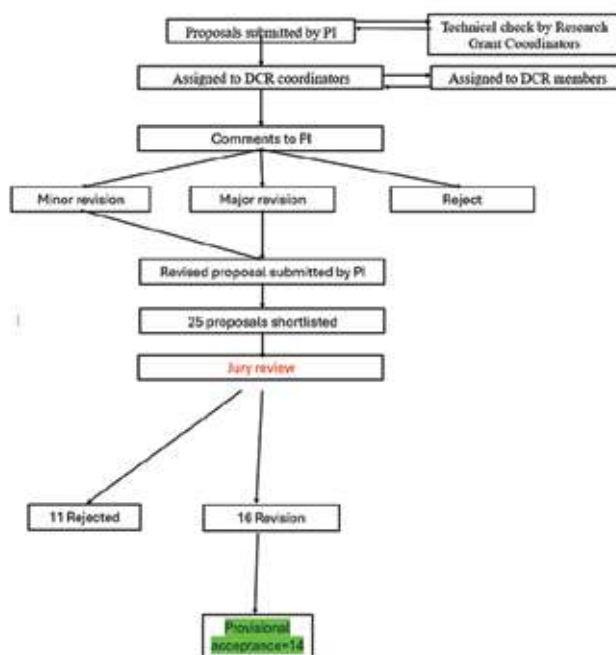 Proposals submitted by PI
Technical check by Research
Grant Coordinators
Assigned to DCR coordinators
Assigned to DCR members
Comments to PI
Minor revision
Major revision
Reject
Revised proposal submitted by PI
25 proposals shortlisted
Jury review
11 Rejected
16 Revision
Provisional
acceptance=14